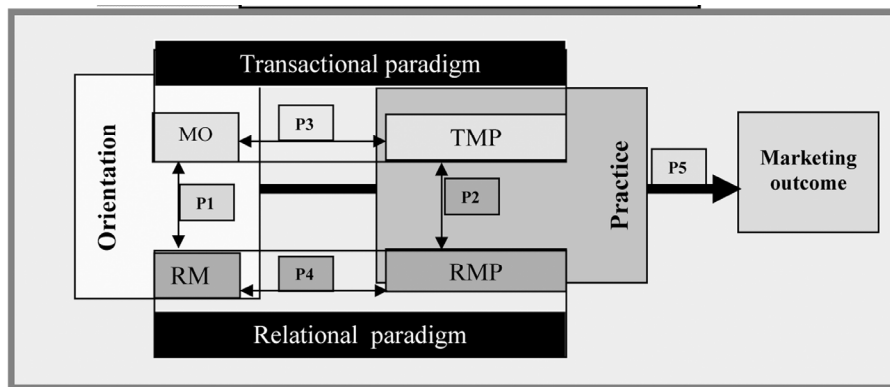 Transactional paradigm
MO
P3
TMP
Orientation
P1
P2
Practice
P5
Marketing
outcome
RM
P4
RMP
Relational paradigm